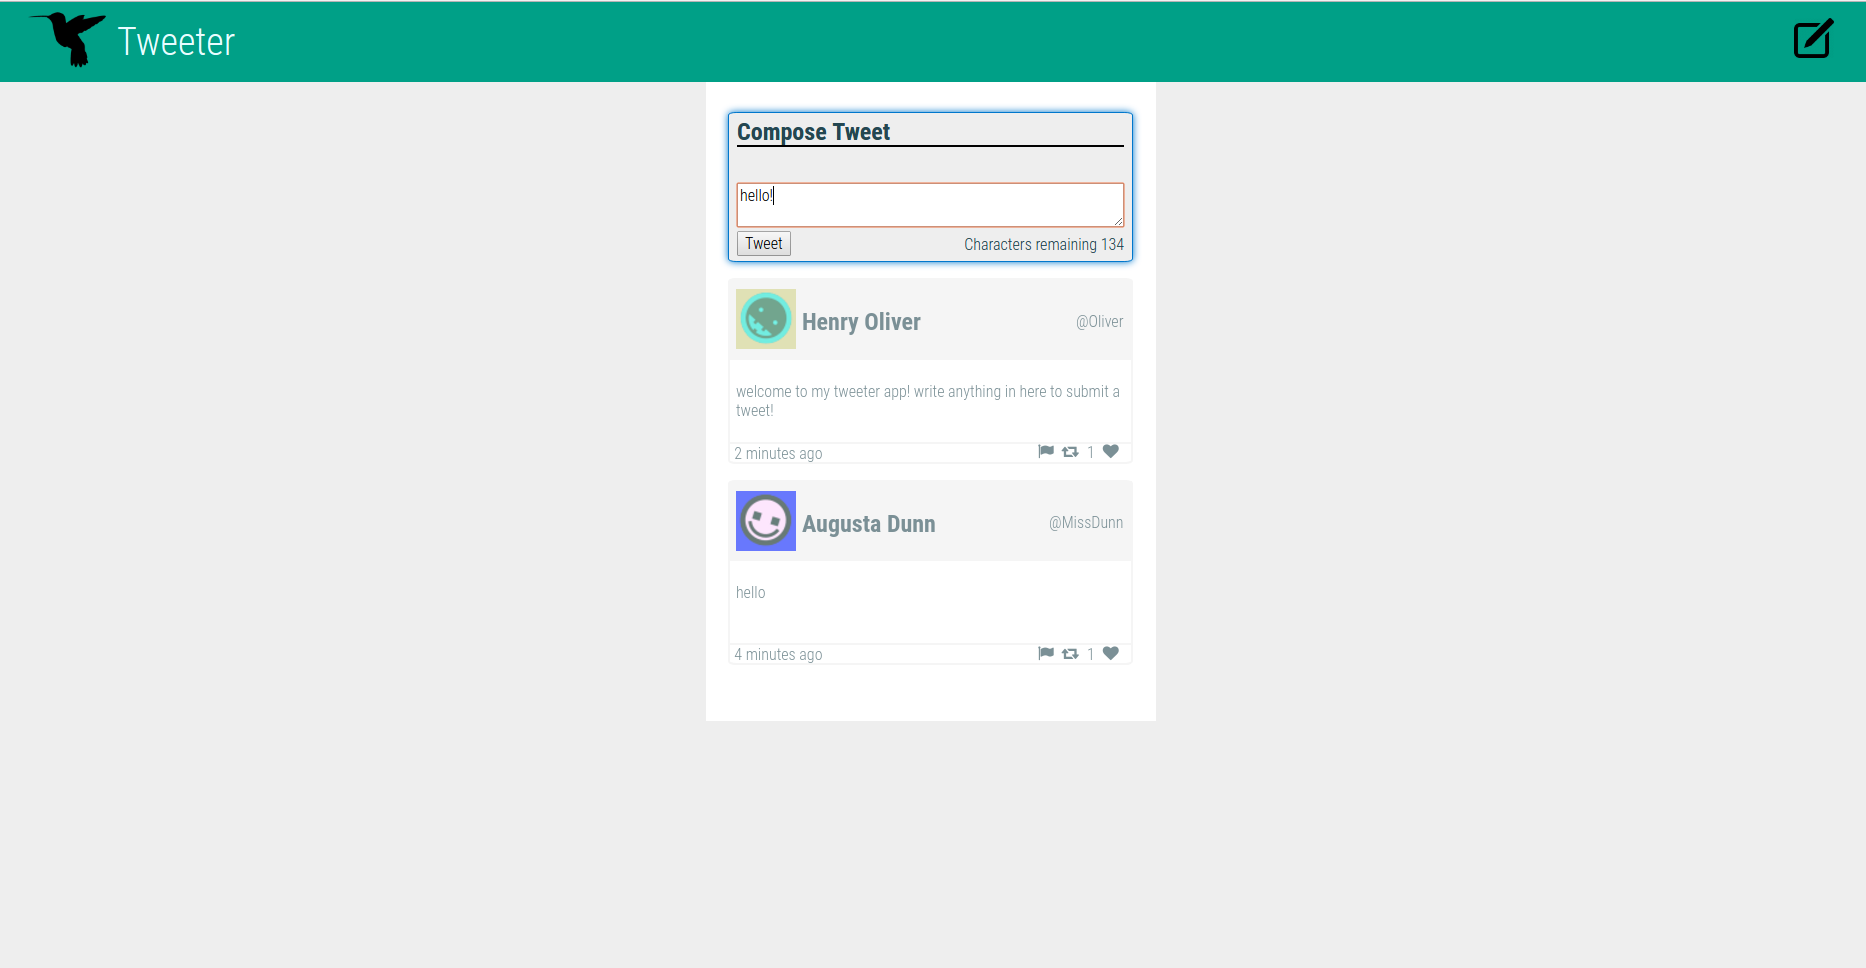 Tweeter
Compose Tweet
hello!
Tweet Characters remaining 134
Henry Oliver @Oliver
welcome to my tweeter app! write anything in here to submit a
tweet!
2 minutes ago 1
Augusta Dunn @MissDunn
hello
4 minutes ago 1